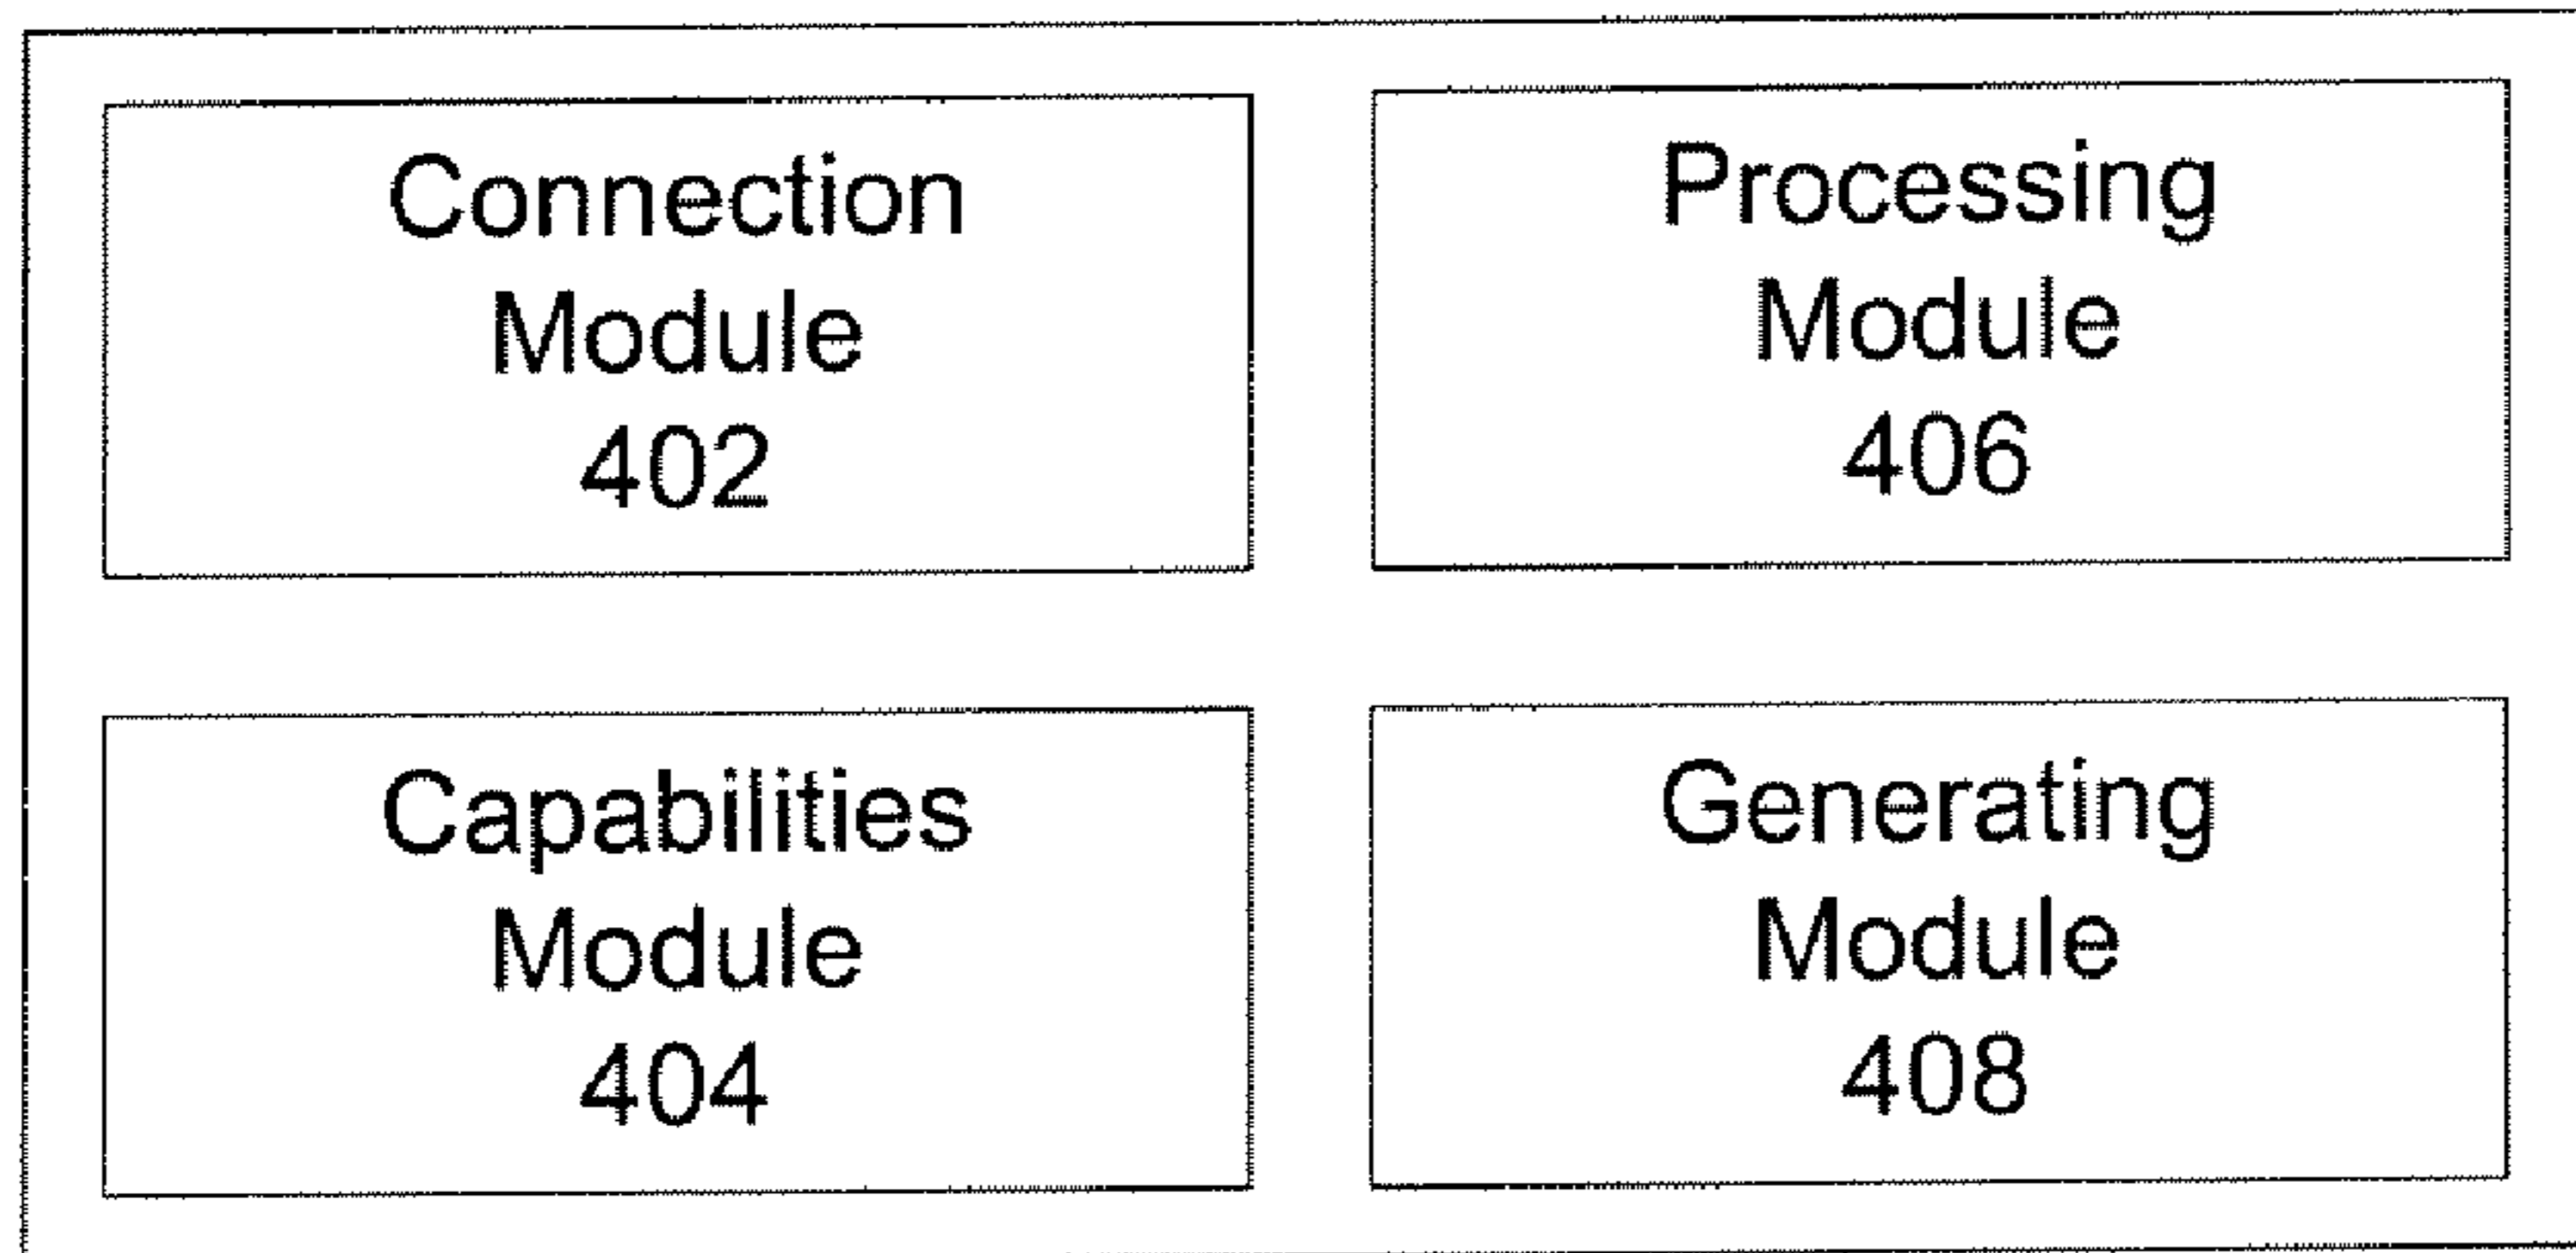 Connection
Module
402
Processing
Module
406
Capabilities
Module
404
Generating
Module
408